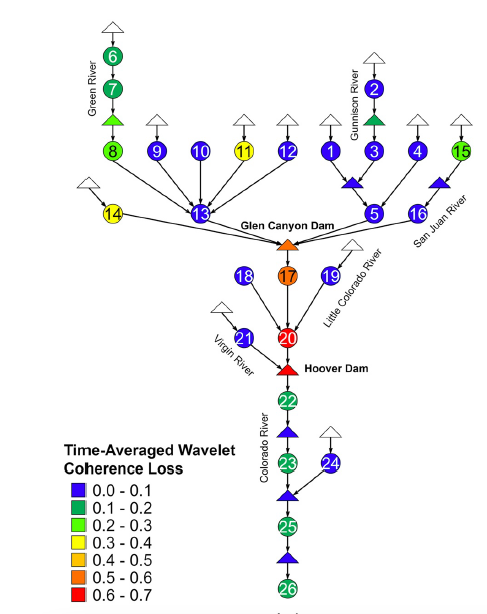 6
Green River
7
2
Gunnison River
8
9
10
11
12
1
3
4
15
14
13
5
16
San Juan River
Glen Canyon Dam
18
17
19
Little Colorado River
21
20
Virgin River
Hoover Dam
22
Colorado River
23
24
25
26
Time-Averaged Wavelet
Coherence Loss
0.0 - 0.1
0.1 - 0.2
0.2 - 0.3
0.3 - 0.4
0.4 - 0.5
0.5 - 0.6
0.6 - 0.7